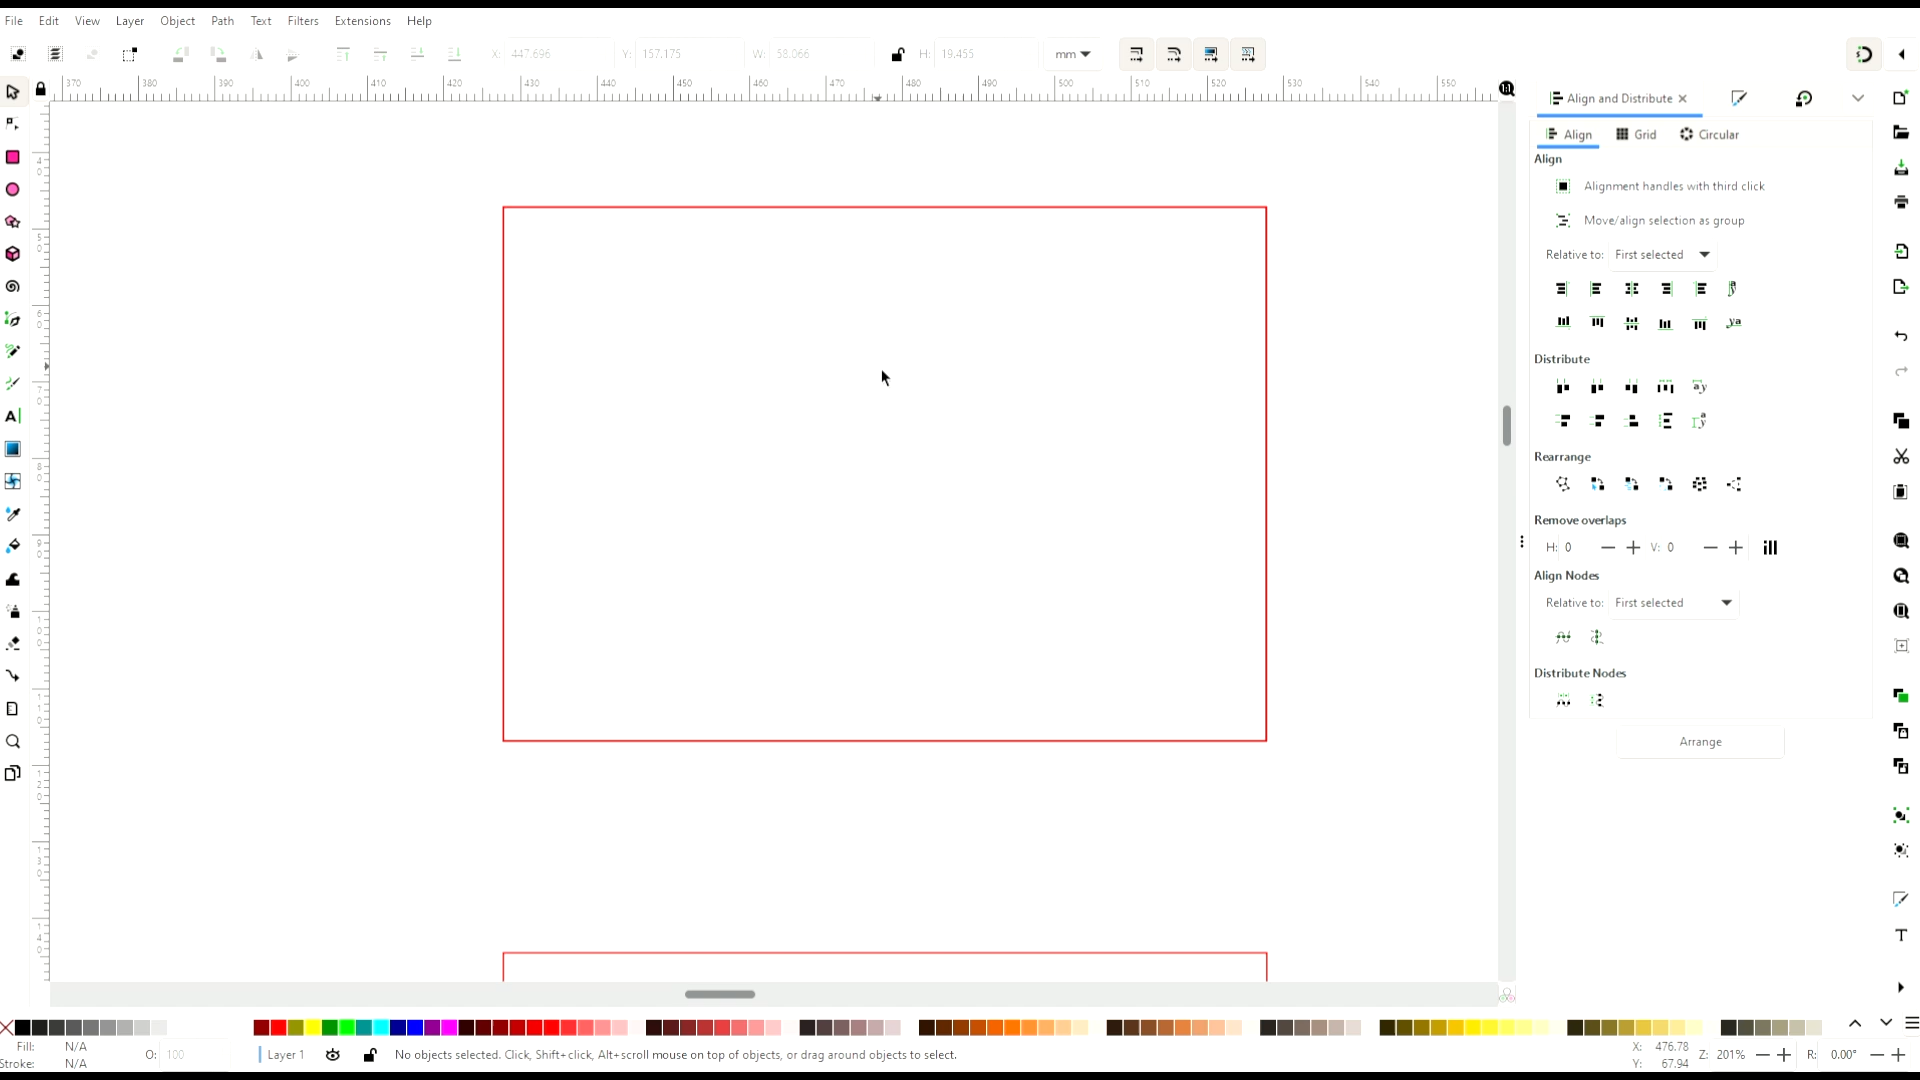 File Edit View Layer Object Path Text Filters Extensions Help
X: 447.696 Y: 157.175 W: 58.066 H: 19.455 mm
370 380 390 400 410 420 430 440 450 460 470 480 490 500 510 520 530 540 550
Align and Distribute
Align Grid Circular
Align
Alignment handles with third click
Move/align selection as group
Relative to: First selected
Distribute
Rearrange
Remove overlaps
H: 0 V: 0
Align Nodes
Relative to: First selected
Distribute Nodes
Arrange
Fill: N/A
Stroke: N/A
O: 100
Layer 1
No objects selected. Click, Shift+click, Alt+scroll mouse on top of objects, or drag around objects to select.
X: 476.78
Y: 67.94
Z: 201%
R: 0.00°